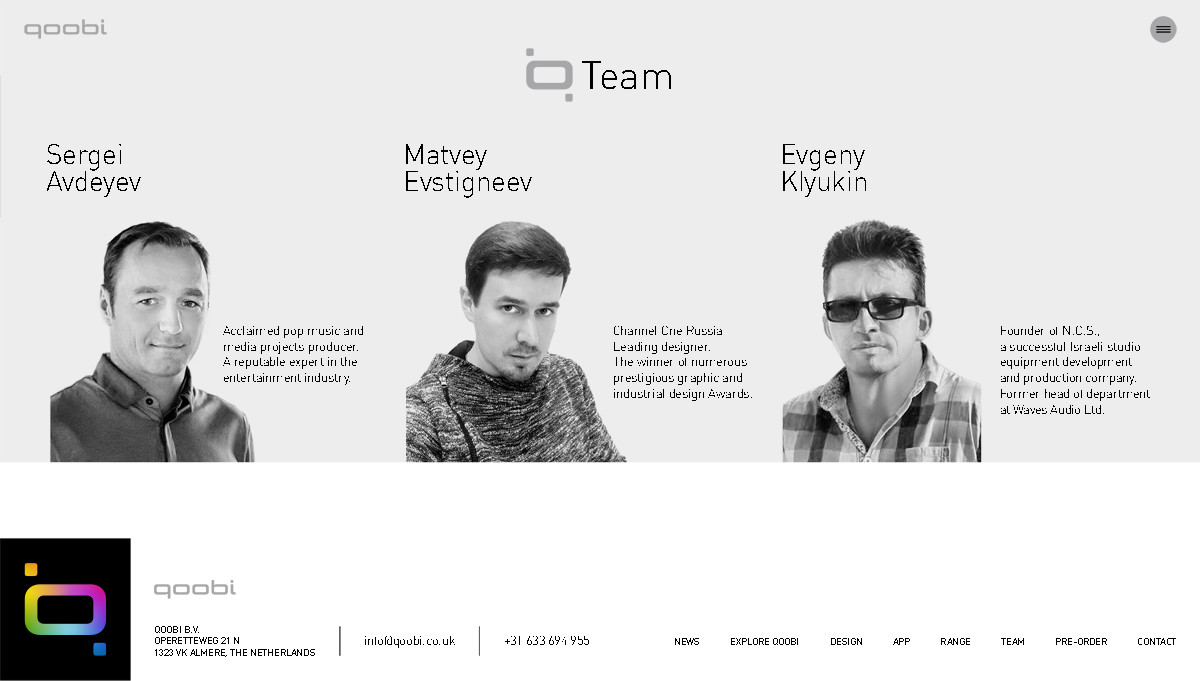 qoobi
Team
Sergei
Avdeyev
Matvey
Evstigneev
Evgeny
Klyukin
Acclaimed pop music and
media projects producer.
A reputable expert in the
entertainment industry.
Channel One Russia
Leading designer.
The winner of numerous
prestigious graphic and
industrial design Awards.
Founder of N.C.S.,
a successful Israeli studio
equipment development
and production company.
Former head of department
at Waves Audio Ltd.
qoobi
QOOBI B.V.
OPERETTEWEG 21 N
1323 VK ALMERE, THE NETHERLANDS
info@qoobi.co.uk
+31 633 694 955
NEWS EXPLORE QOOBI DESIGN APP RANGE TEAM PRE-ORDER CONTACT